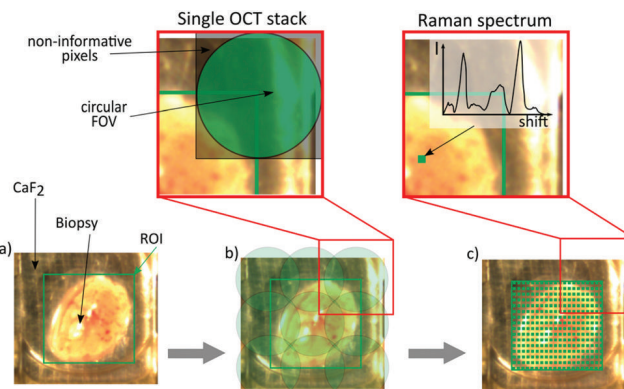 Single OCT stack
Raman spectrum
non-informative
pixels
circular
FOV
I
shift
CaF2
Biopsy
ROI
a)
b)
c)